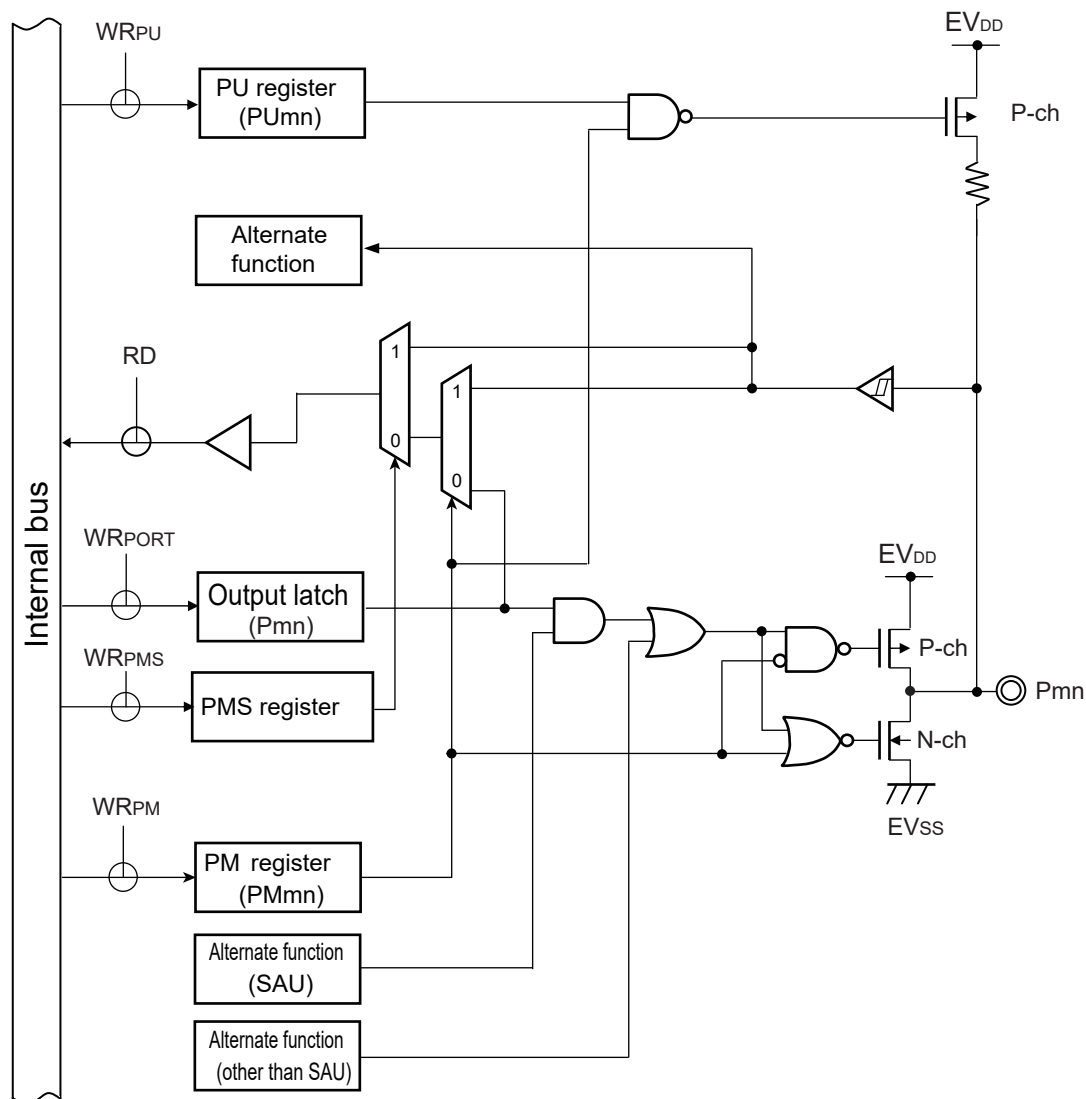 WRPU
EVDD
PU register
(PUmn)
P-ch
Alternate
function
RD
1
0
1
0
Internal bus
WRPORT
Output latch
(Pmn)
EVDD
P-ch
WRPMS
PMS register
Pmn
N-ch
WRPM
EVSS
PM register
(PMmn)
Alternate function
(SAU)
Alternate function
(other than SAU)